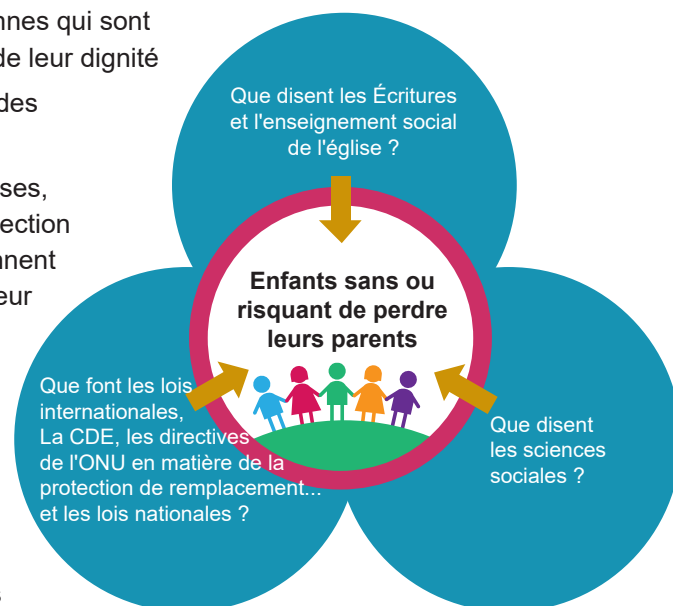 nnes qui sont
de leur dignité
des
ses,
ection
nnent
eur
s
Que disent les Écritures
et l'enseignement social
de l'église ?
Enfants sans ou
risquant de perdre
leurs parents
Que font les lois
internationales,
La CDE, les directives
de l'ONU en matière de la
protection de remplacement...
et les lois nationales ?
Que disent
les sciences
sociales ?